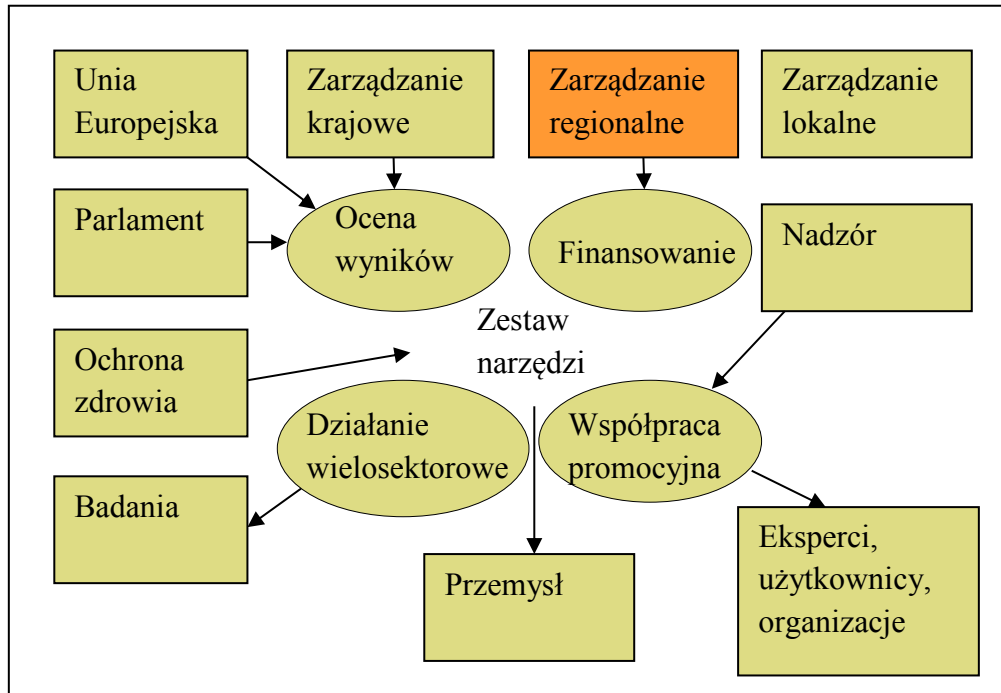 Unia
Europejska
Zarządzanie
krajowe
Zarządzanie
regionalne
Zarządzanie
lokalne
Parlament
Ocena
wyników
Finansowanie
Nadzór
Zestaw
narzędzi
Ochrona
zdrowia
Działanie
wielosektorowe
Współpraca
promocyjna
Badania
Przemysł
Eksperci,
użytkownicy,
organizacje